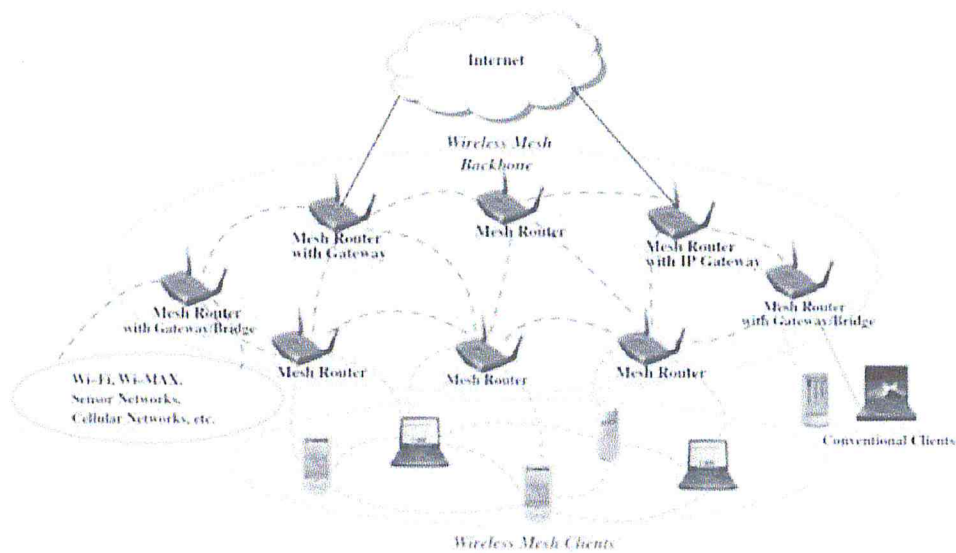 Internet
Wireless Mesh
Backbone
Mesh Router
with Gateway
Mesh Router
Mesh Router
with IP Gateway
Mesh Router
with Gateway/Bridge
Mesh Router
with Gateway/Bridge
Mesh Router
Mesh Router
Mesh Router
Wi-Fi, Wi-MAX,
Sensor Networks,
Cellular Networks, etc.
Conventional Clients
Wireless Mesh Clients